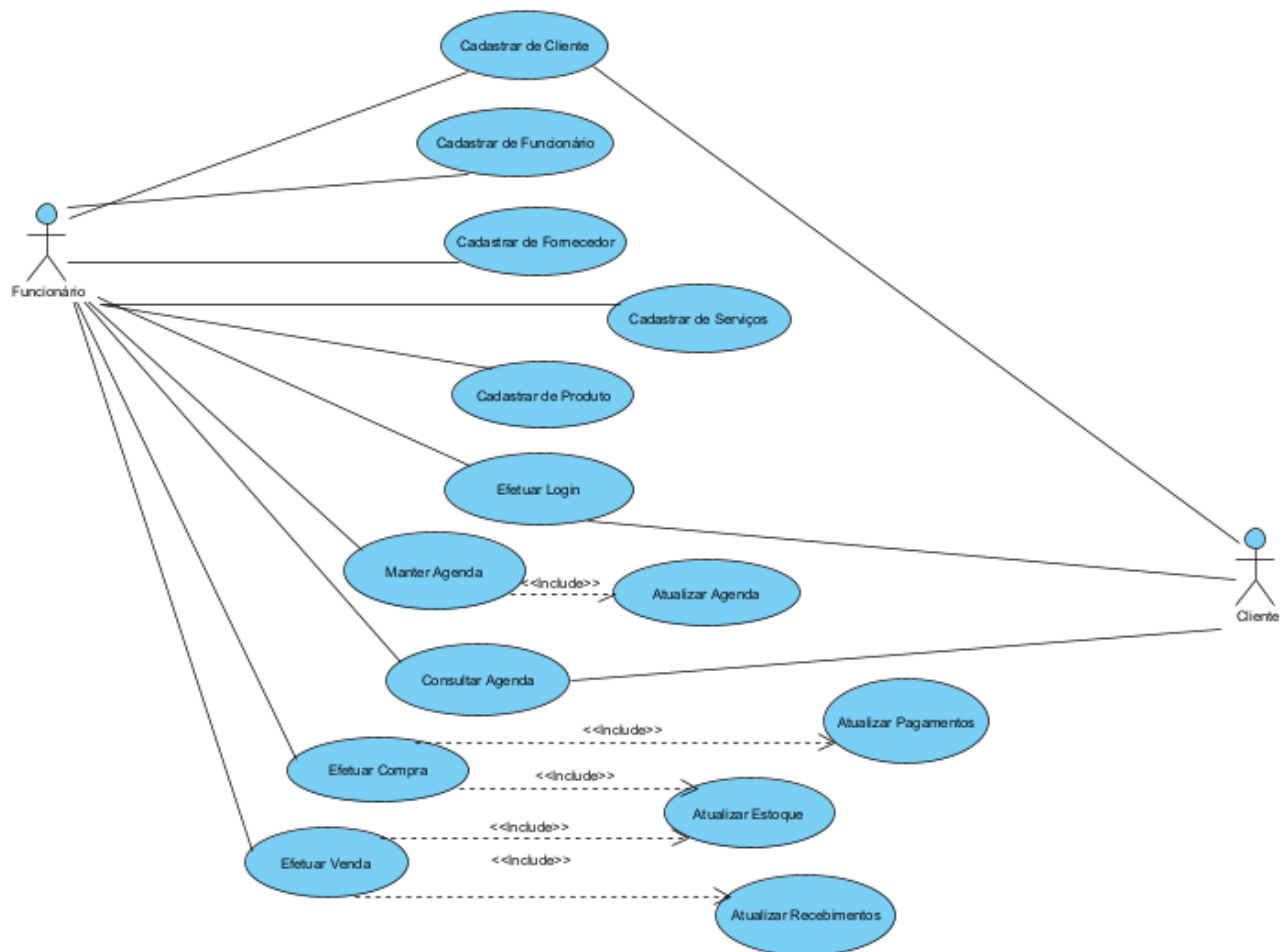 Cadastrar de Cliente
Cadastrar de Funcionário
Cadastrar de Fornecedor
Funcionário
Cadastrar de Serviços
Cadastrar de Produto
Efetuar Login
Manter Agenda
<<Include>>
Atualizar Agenda
Cliente
Consultar Agenda
Atualizar Pagamentos
<<Include>>
Efetuar Compra
<<Include>>
Atualizar Estoque
<<Include>>
Efetuar Venda
<<Include>>
Atualizar Recebimentos